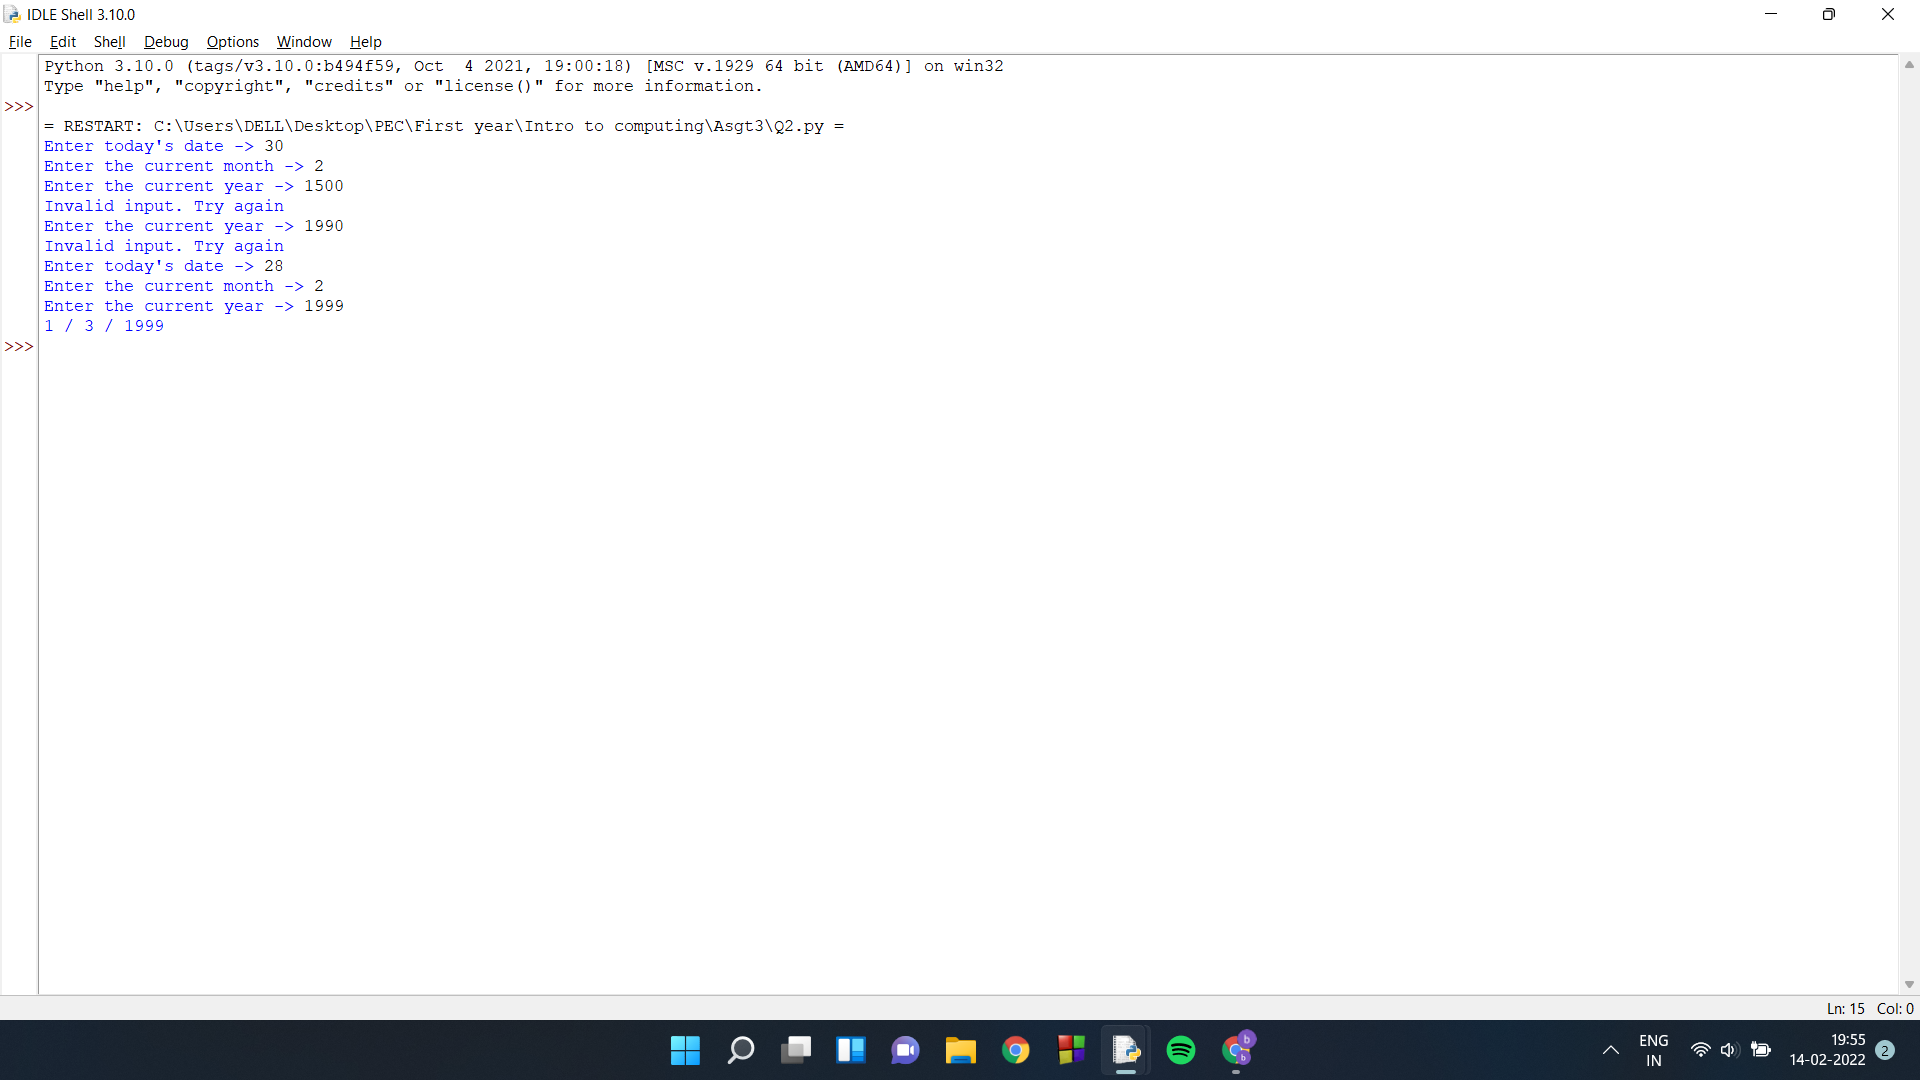 IDLE Shell 3.10.0
File Edit Shell Debug Options Window Help
Python 3.10.0 (tags/v3.10.0:b494f59, Oct  4 2021, 19:00:18) [MSC v.1929 64 bit (AMD64)] on win32
Type "help", "copyright", "credits" or "license()" for more information.
>>>
= RESTART: C:\Users\DELL\Desktop\PEC\First year\Intro to computing\Asgt3\Q2.py =
Enter today's date -> 30
Enter the current month -> 2
Enter the current year -> 1500
Invalid input. Try again
Enter the current year -> 1990
Invalid input. Try again
Enter today's date -> 28
Enter the current month -> 2
Enter the current year -> 1999
1 / 3 / 1999
>>>
Ln: 15 Col: 0
b
b
ENG
IN
19:55
14-02-2022
2